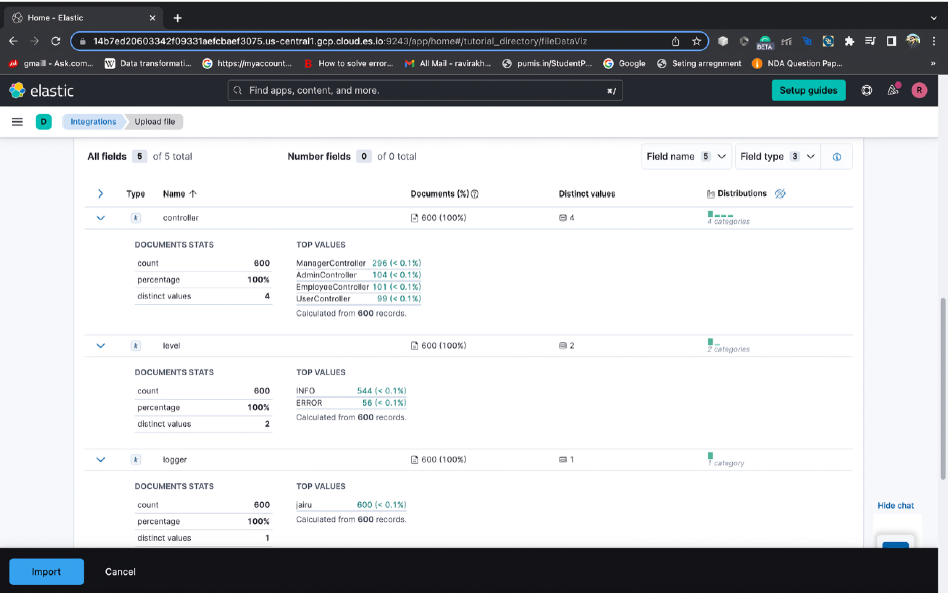 Home - Elastic
14b7ed20603342f09331aefcbaef3075.us-central1.gcp.cloud.es.io:9243/app/home#/tutorial_directory/fileDataViz
BETA
gmaill - Ask.com... Data transformati... https://myaccount... How to solve error... All Mail - ravirakh... pumis.in/StudentP... Google Seting arregnment NDA Question Pap... »
elastic Find apps, content, and more. Setup guides R
D Integrations Upload file
All fields 5 of 5 total Number fields 0 of 0 total Field name 5 Field type 3
Type Name Documents (%) Distinct values Distributions
k controller 600 (100%) 4 4 categories
DOCUMENTS STATS TOP VALUES
count 600 ManagerController 296 (< 0.1%)
AdminController 104 (< 0.1%)
percentage 100% EmployeeController 101 (< 0.1%)
distinct values 4 UserController 99 (< 0.1%)
Calculated from 600 records.
k level 600 (100%) 2 2 categories
DOCUMENTS STATS TOP VALUES
count 600 INFO 544 (< 0.1%)
percentage 100% ERROR 56 (< 0.1%)
distinct values 2 Calculated from 600 records.
k logger 600 (100%) 1 1 category
DOCUMENTS STATS TOP VALUES
count 600 jairu 600 (< 0.1%)
percentage 100% Calculated from 600 records.
distinct values 1
Hide chat
Import Cancel